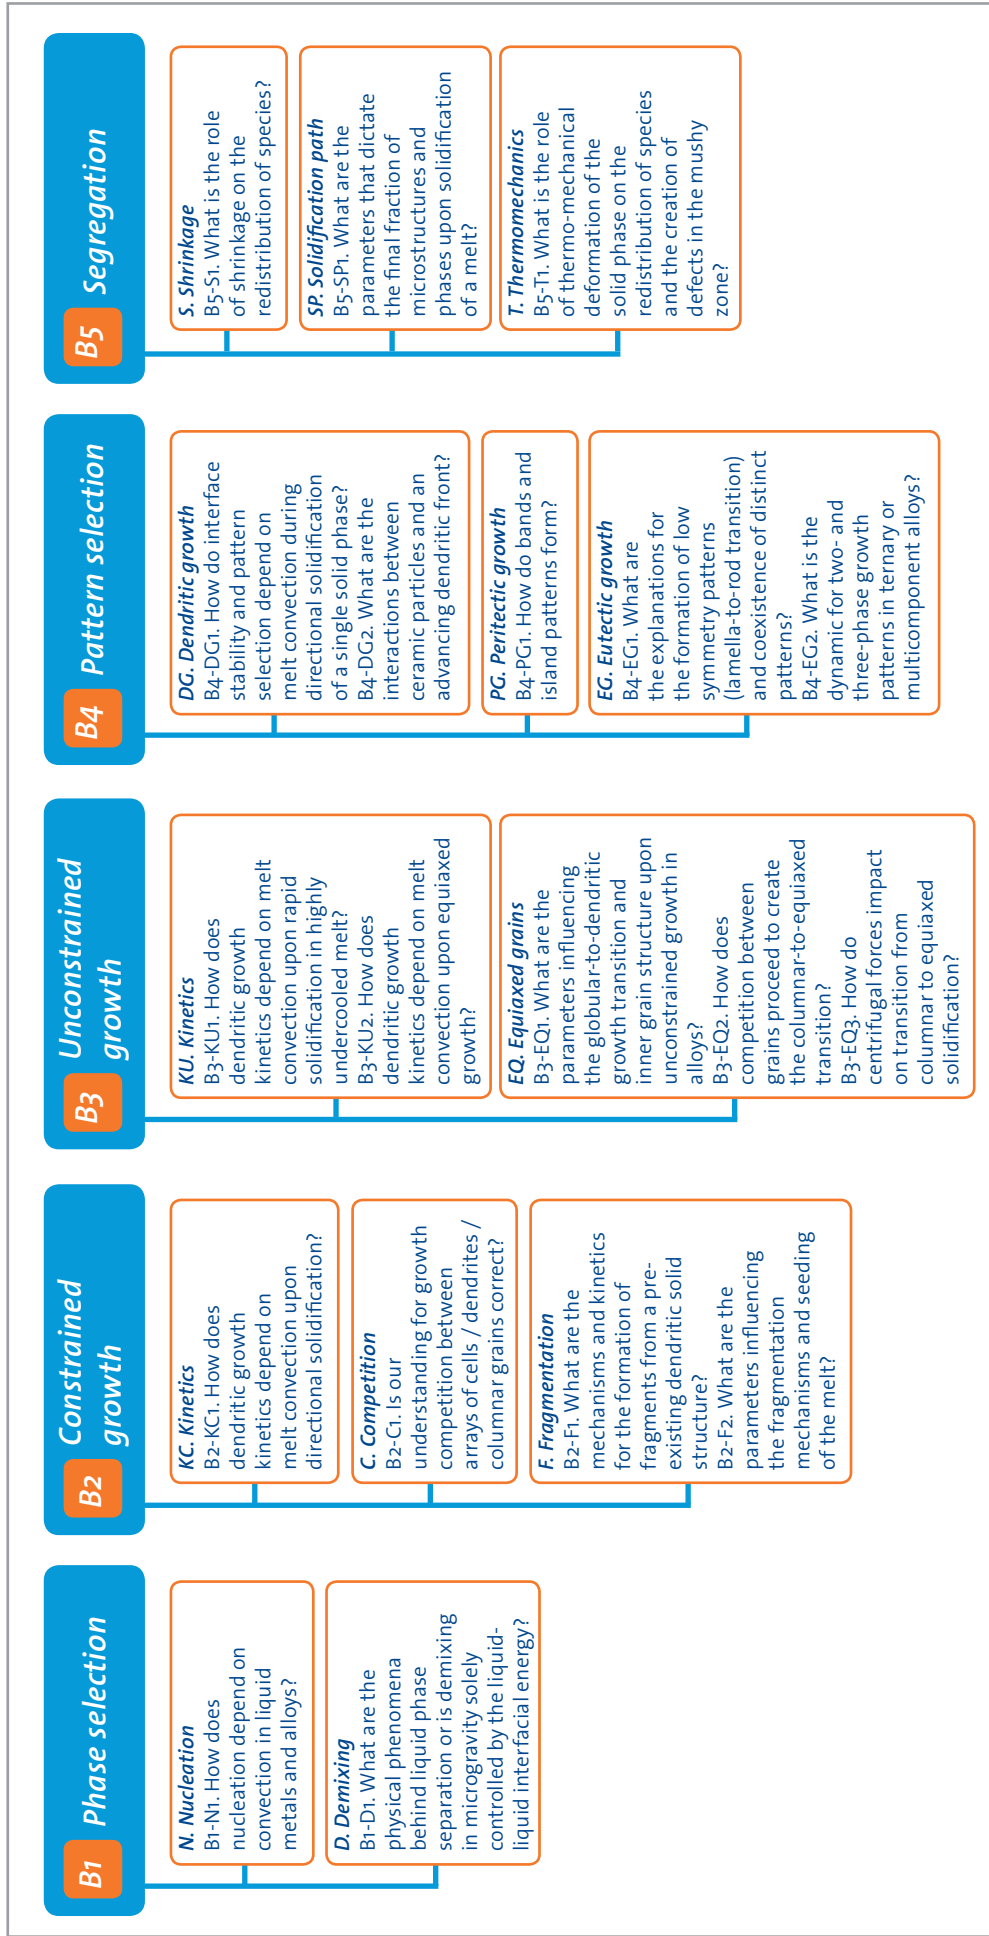 B1 Phase selection
N. Nucleation
B1-N1. How does
nucleation depend on
convection in liquid
metals and alloys?
D. Demixing
B1-D1. What are the
physical phenomena
behind liquid phase
separation or is demixing
in microgravity solely
controlled by the liquid-
liquid interfacial energy?
B2 Constrained
growth
KC. Kinetics
B2-KC1. How does
dendritic growth
kinetics depend on
melt convection upon
directional solidification?
C. Competition
B2-C1. Is our
understanding for growth
competition between
arrays of cells / dendrites /
columnar grains correct?
F. Fragmentation
B2-F1. What are the
mechanisms and kinetics
for the formation of
fragments from a pre-
existing dendritic solid
structure?
B2-F2. What are the
parameters influencing
the fragmentation
mechanisms and seeding
of the melt?
B3 Unconstrained
growth
KU. Kinetics
B3-KU1. How does
dendritic growth
kinetics depend on melt
convection upon rapid
solidification in highly
undercooled melt?
B3-KU2. How does
dendritic growth
kinetics depend on melt
convection upon equiaxed
growth?
EQ. Equiaxed grains
B3-EQ1. What are the
parameters influencing
the globular-to-dendritic
growth transition and
inner grain structure upon
unconstrained growth in
alloys?
B3-EQ2. How does
competition between
grains proceed to create
the columnar-to-equiaxed
transition?
B3-EQ3. How do
centrifugal forces impact
on transition from
columnar to equiaxed
solidification?
B4 Pattern selection
DG. Dendritic growth
B4-DG1. How do interface
stability and pattern
selection depend on
melt convection during
directional solidification
of a single solid phase?
B4-DG2. What are the
interactions between
ceramic particles and an
advancing dendritic front?
PG. Peritectic growth
B4-PG1. How do bands and
island patterns form?
EG. Eutectic growth
B4-EG1. What are
the explanations for
the formation of low
symmetry patterns
(lamella-to-rod transition)
and coexistence of distinct
patterns?
B4-EG2. What is the
dynamic for two- and
three-phase growth
patterns in ternary or
multicomponent alloys?
B5 Segregation
S. Shrinkage
B5-S1. What is the role
of shrinkage on the
redistribution of species?
SP. Solidification path
B5-SP1. What are the
parameters that dictate
the final fraction of
microstructures and
phases upon solidification
of a melt?
T. Thermomechanics
B5-T1. What is the role
of thermo-mechanical
deformation of the
solid phase on the
redistribution of species
and the creation of
defects in the mushy
zone?